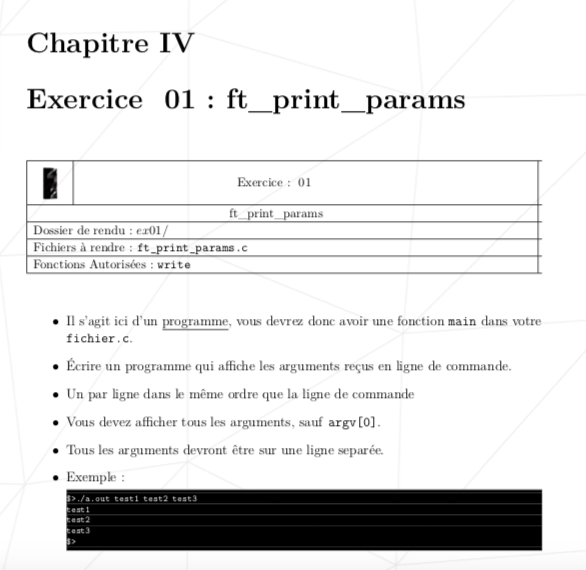 Chapitre IV
Exercice 01 : ft_print_params
Exercice : 01
ft_print_params
Dossier de rendu : ex01/
Fichiers à rendre : ft_print_params.c
Fonctions Autorisées : write
• Il s'agit ici d'un programme, vous devrez donc avoir une fonction main dans votre
fichier.c.
• Écrire un programme qui affiche les arguments reçus en ligne de commande.
• Un par ligne dans le même ordre que la ligne de commande
• Vous devez afficher tous les arguments, sauf argv[0].
• Tous les arguments devront être sur une ligne separée.
• Exemple :
$>./a.out test1 test2 test3
test1
test2
test3
$>